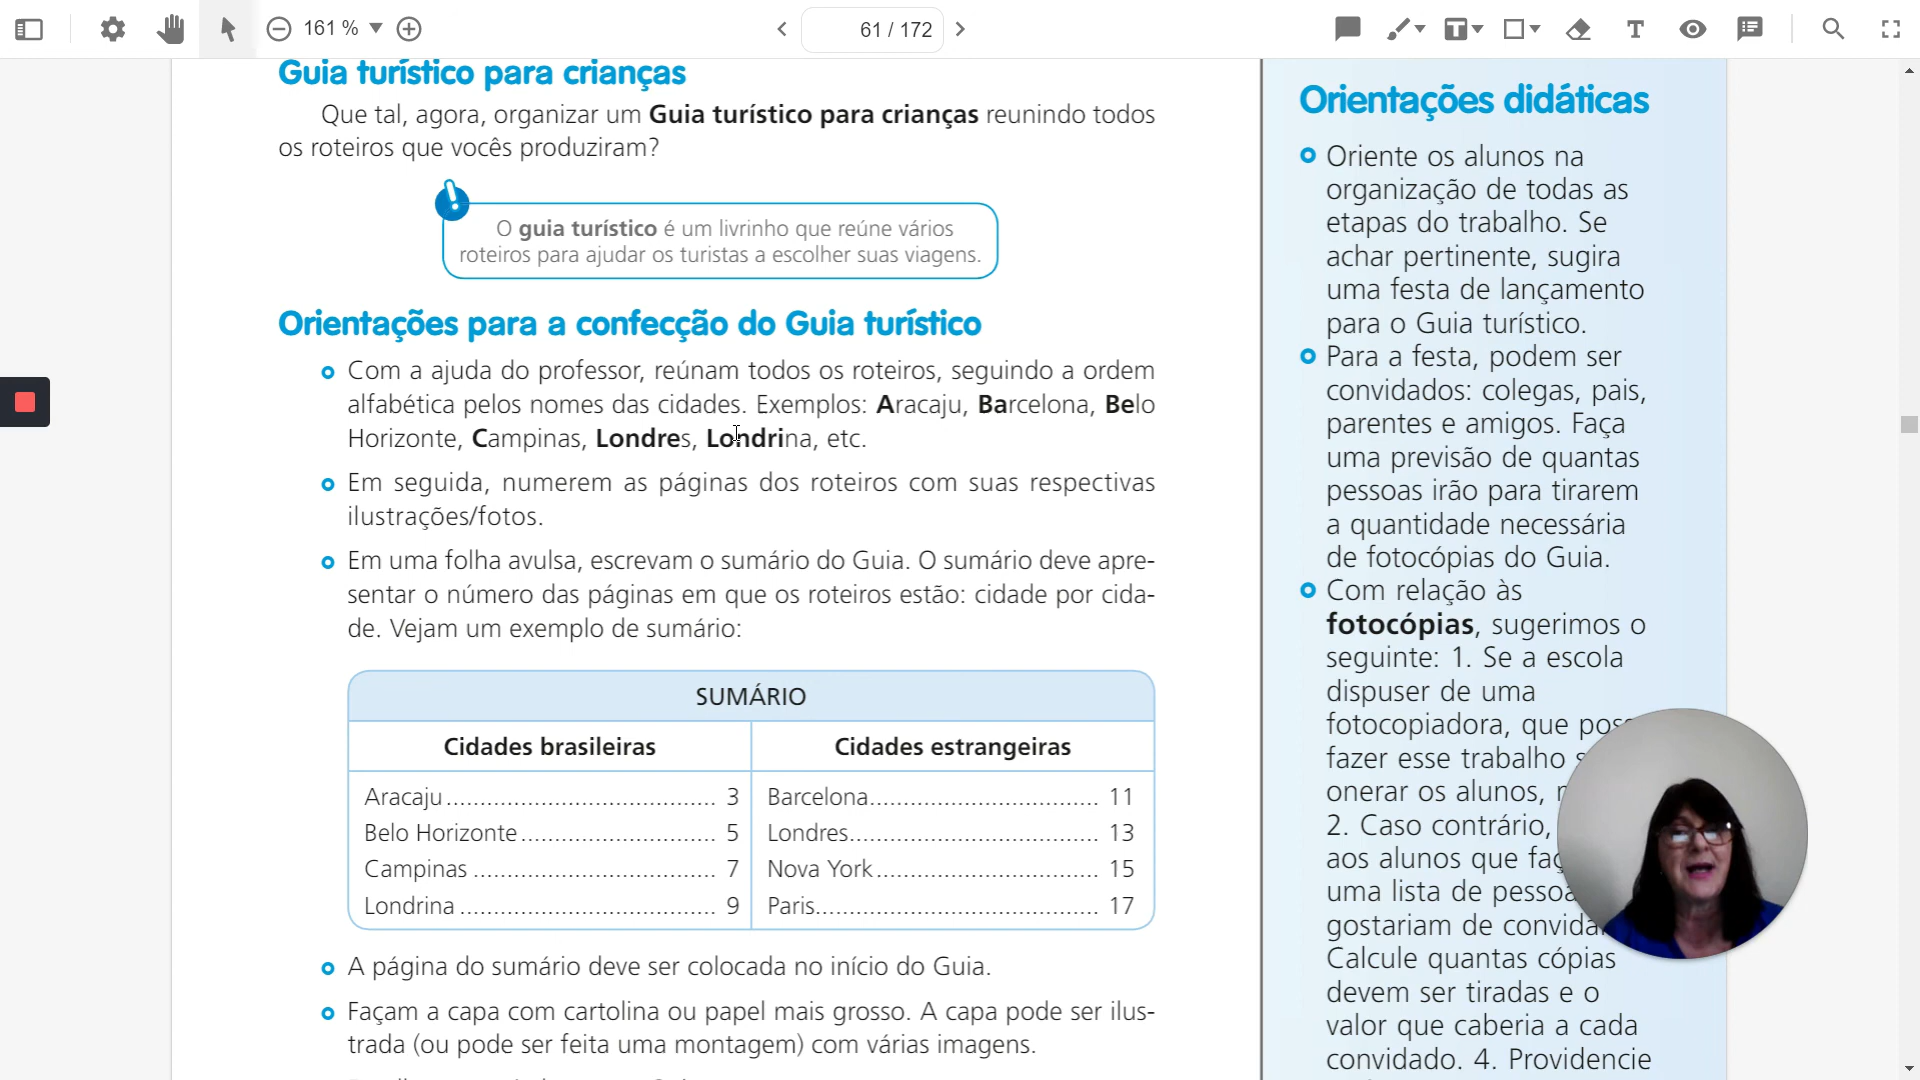 161 %
61 / 172
Guia turístico para crianças
Que tal, agora, organizar um Guia turístico para crianças reunindo todos
os roteiros que vocês produziram?
O guia turístico é um livrinho que reúne vários
roteiros para ajudar os turistas a escolher suas viagens.
Orientações para a confecção do Guia turístico
Com a ajuda do professor, reúnam todos os roteiros, seguindo a ordem
alfabética pelos nomes das cidades. Exemplos: Aracaju, Barcelona, Belo
Horizonte, Campinas, Londres, Londrina, etc.
Em seguida, numerem as páginas dos roteiros com suas respectivas
ilustrações/fotos.
Em uma folha avulsa, escrevam o sumário do Guia. O sumário deve apre-
sentar o número das páginas em que os roteiros estão: cidade por cida-
de. Vejam um exemplo de sumário:
SUMÁRIO
Cidades brasileiras
Cidades estrangeiras
Aracaju........................................ 3
Barcelona.................................. 11
Belo Horizonte............................. 5
Londres..................................... 13
Campinas .................................... 7
Nova York................................. 15
Londrina ...................................... 9
Paris.......................................... 17
A página do sumário deve ser colocada no início do Guia.
Façam a capa com cartolina ou papel mais grosso. A capa pode ser ilus-
trada (ou pode ser feita uma montagem) com várias imagens.
Orientações didáticas
Oriente os alunos na
organização de todas as
etapas do trabalho. Se
achar pertinente, sugira
uma festa de lançamento
para o Guia turístico.
Para a festa, podem ser
convidados: colegas, pais,
parentes e amigos. Faça
uma previsão de quantas
pessoas irão para tirarem
a quantidade necessária
de fotocópias do Guia.
Com relação às
fotocópias, sugerimos o
seguinte: 1. Se a escola
dispuser de uma
fotocopiadora, que
fazer esse trabalho
onerar os alunos,
2. Caso contrário,
aos alunos que
uma lista de
gostariam de
Calcule quantas cópias
devem ser tiradas e o
valor que caberia a cada
convidado. 4. Providencie